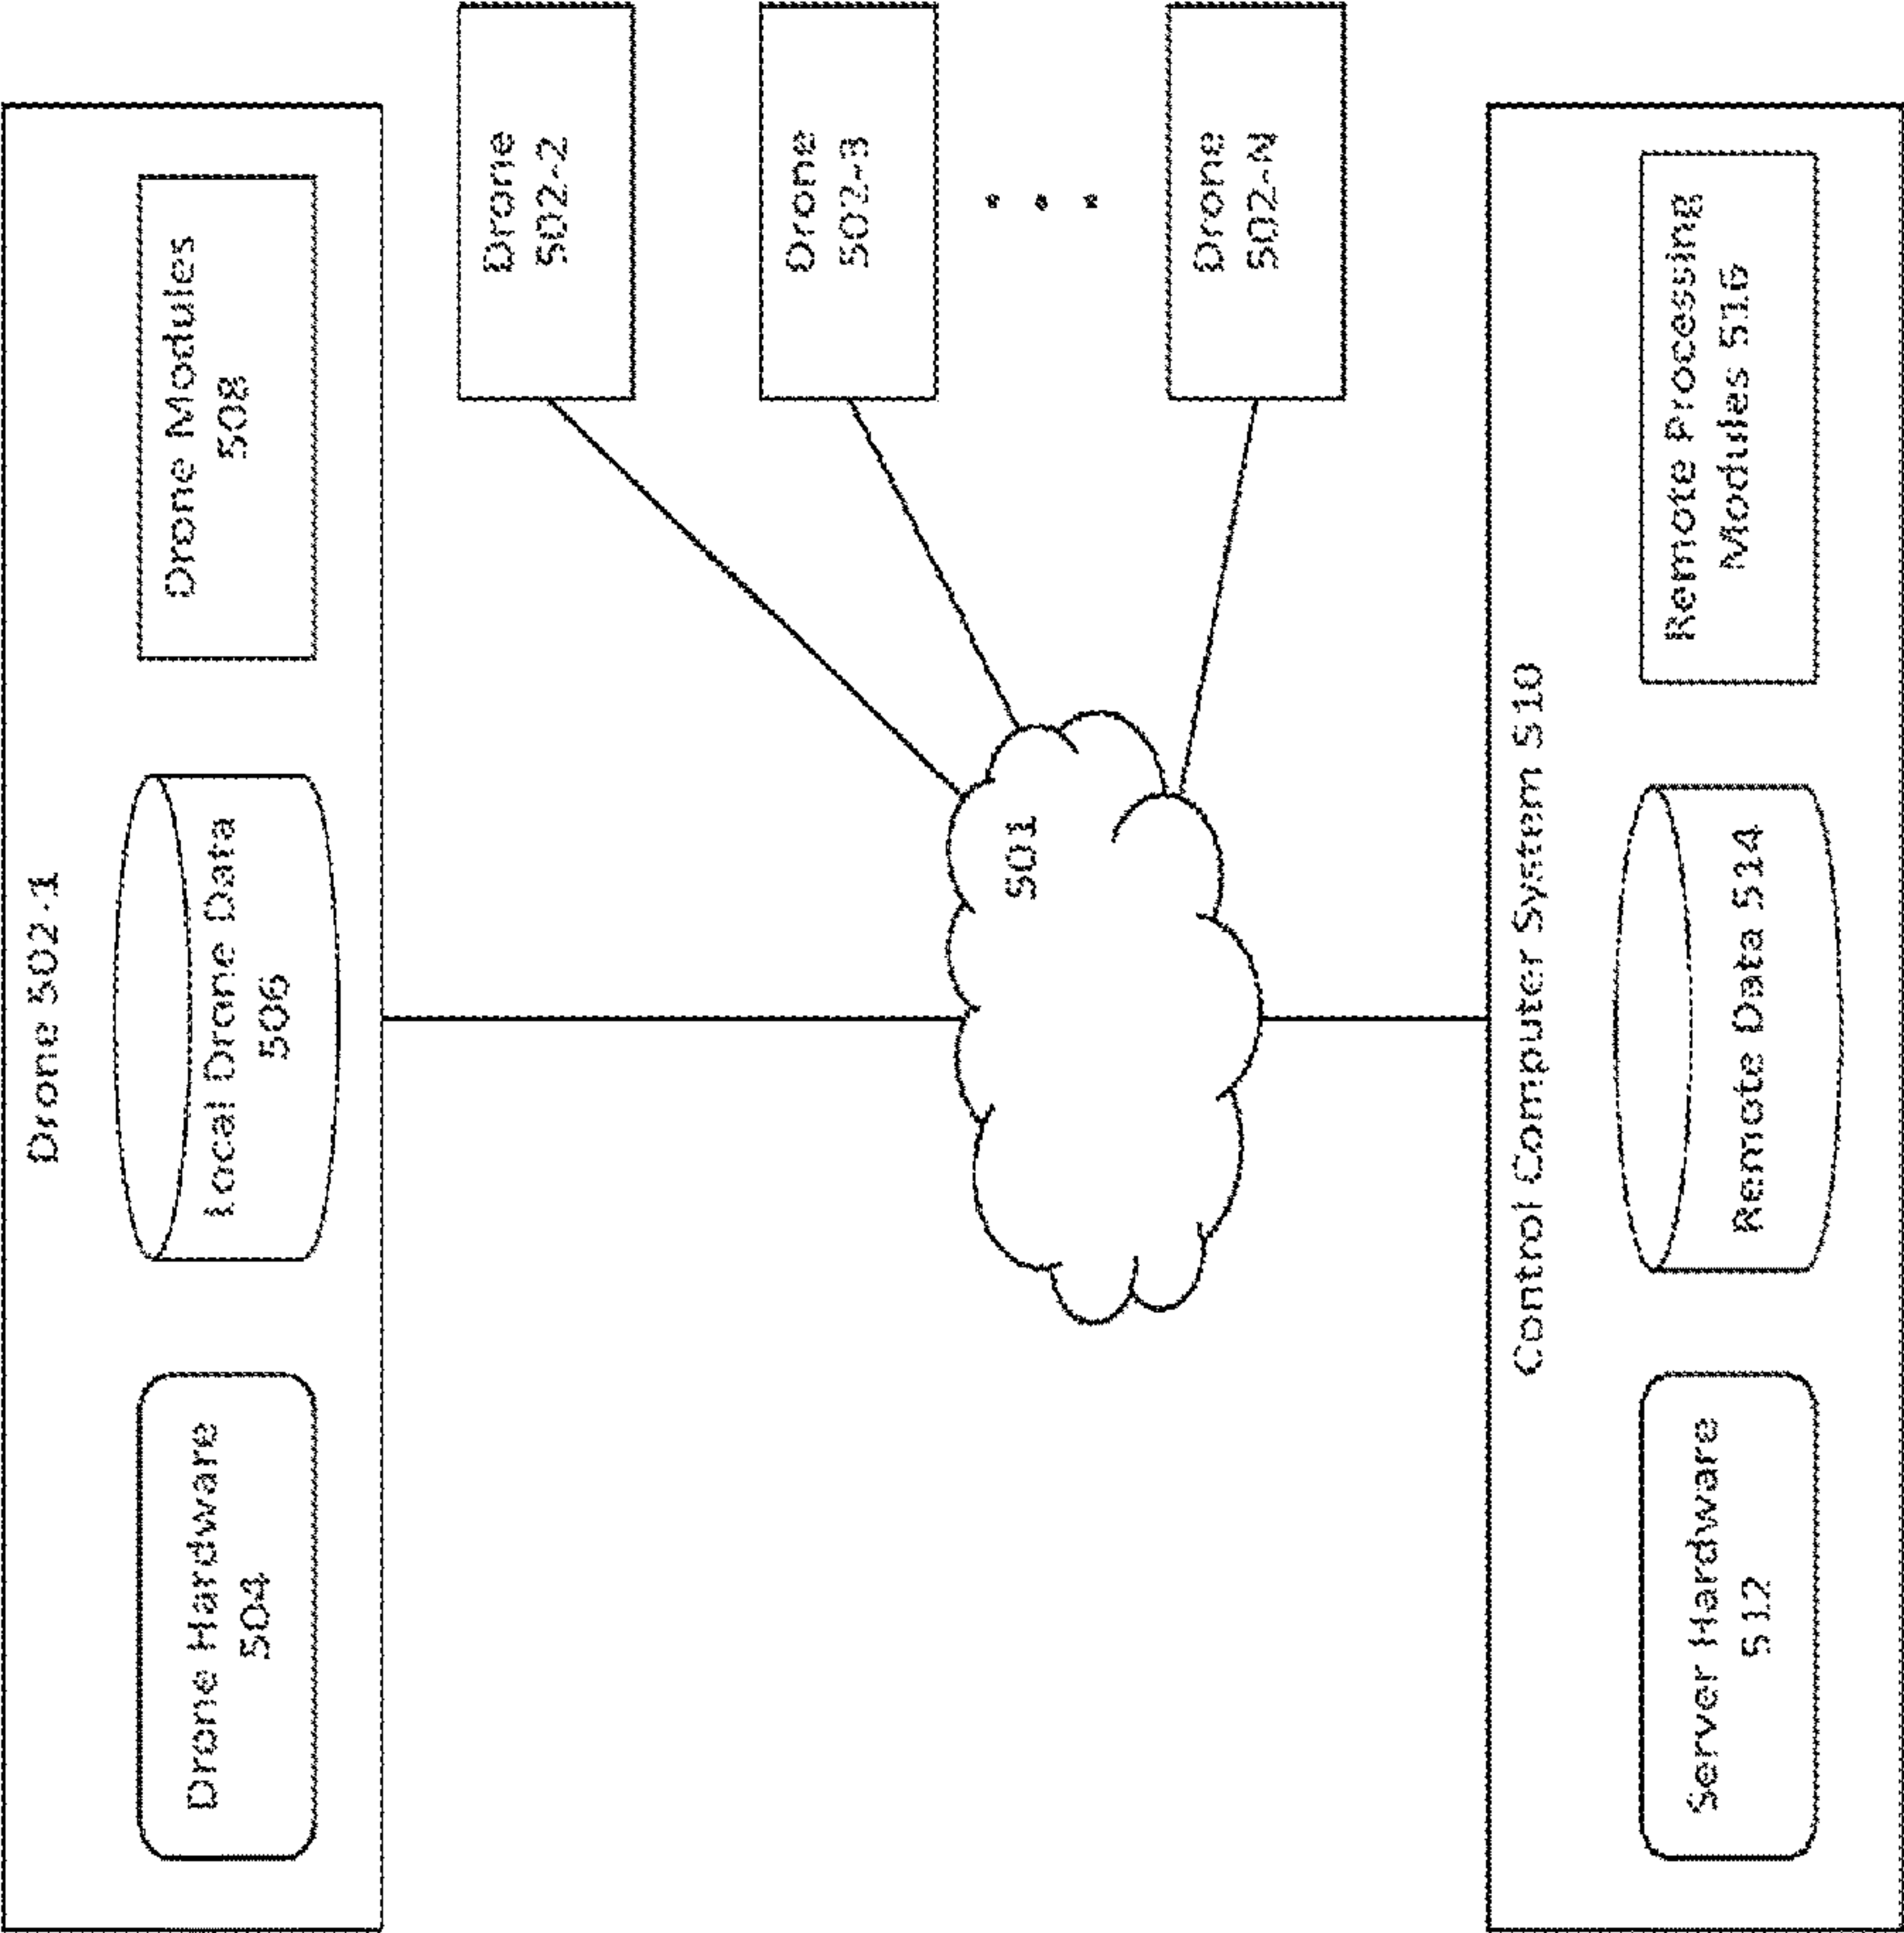 Drone 502-1
Drone Hardware
504
Local Drone Data
506
Drone Modules
508
Drone
502-2
Drone
502-3
Drone
502-N
501
Control Computer System 510
Server Hardware
512
Remote Data 514
Remote Processing
Modules 516